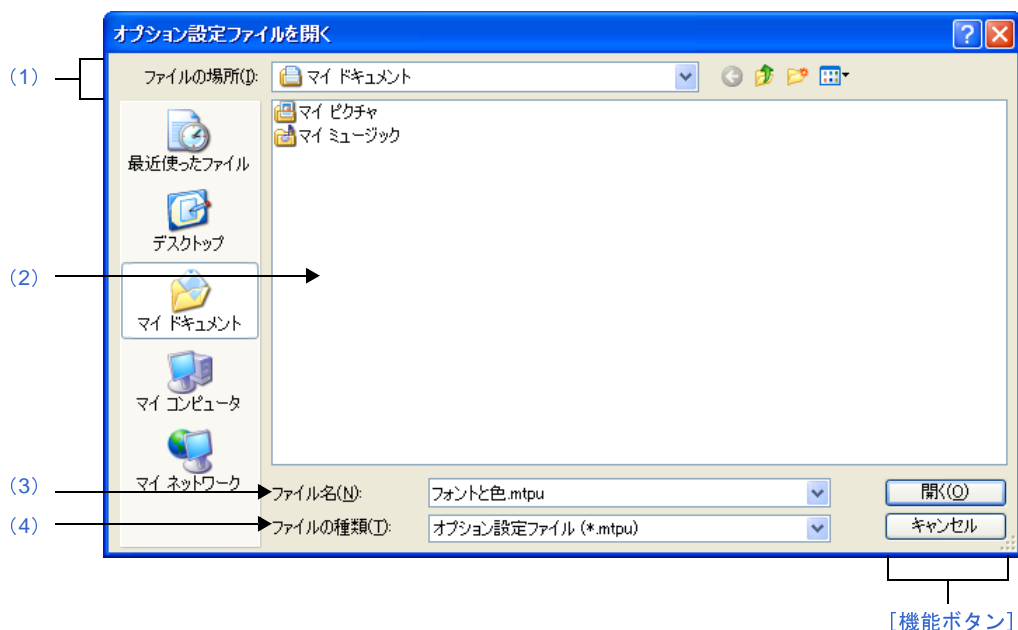 オプション設定ファイルを開く
(1)
ファイルの場所(I):
マイ ドキュメント
マイ ピクチャ
マイ ミュージック
最近使ったファイル
デスクトップ
(2)
マイ ドキュメント
マイ コンピュータ
マイ ネットワーク
(3)
ファイル名(N):
フォントと色.mtpu
開く(O)
(4)
ファイルの種類(T):
オプション設定ファイル (*.mtpu)
キャンセル
[機能ボタン]